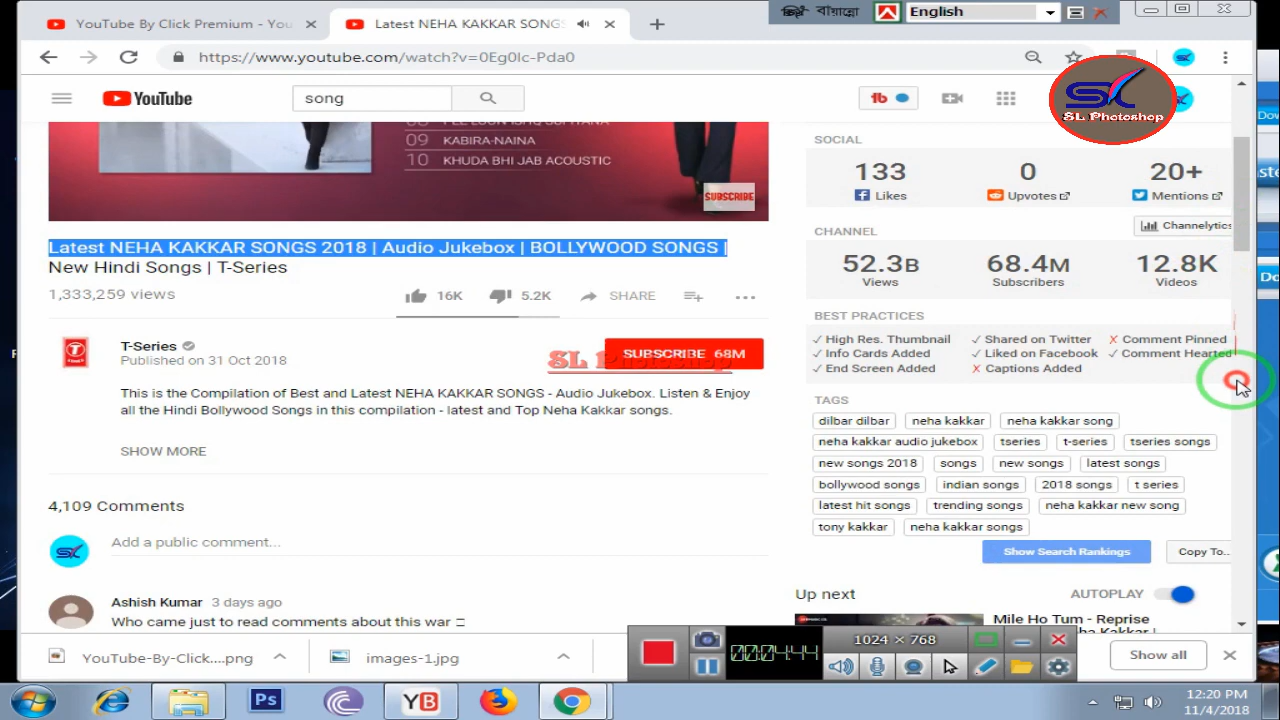 YouTube By Click Premium - You
Latest NEHA KAKKAR SONGS
English
https://www.youtube.com/watch?v=0Eg0Ic-Pda0
YouTube
song
SL Photoshop
09 KABIRA-NAINA
10 KHUDA BHI JAB ACOUSTIC
SUBSCRIBE
Latest NEHA KAKKAR SONGS 2018 | Audio Jukebox | BOLLYWOOD SONGS |
New Hindi Songs | T-Series
1,333,259 views
16K
5.2K
SHARE
T-Series
Published on 31 Oct 2018
SUBSCRIBE 68M
SL Photoshop
This is the Compilation of Best and Latest NEHA KAKKAR SONGS - Audio Jukebox. Listen & Enjoy
all the Hindi Bollywood Songs in this compilation - latest and Top Neha Kakkar songs.
SHOW MORE
4,109 Comments
Add a public comment...
Ashish Kumar 3 days ago
Who came just to read comments about this war
SOCIAL
133 0 20+
Likes Upvotes Mentions
Channelytics
CHANNEL
52.3B 68.4M 12.8K
Views Subscribers Videos
BEST PRACTICES
✓ High Res. Thumbnail ✓ Shared on Twitter ✗ Comment Pinned
✓ Info Cards Added ✓ Liked on Facebook ✓ Comment Hearted
✓ End Screen Added ✗ Captions Added
TAGS
dilbar dilbar neha kakkar neha kakkar song
neha kakkar audio jukebox tseries t-series tseries songs
new songs 2018 songs new songs latest songs
bollywood songs indian songs 2018 songs t series
latest hit songs trending songs neha kakkar new song
tony kakkar neha kakkar songs
Show Search Rankings Copy To...
Up next
AUTOPLAY
Mile Ho Tum - Reprise
YouTube-By-Click....png
images-1.jpg
00:04:44
1024 × 768
Show all
Ps
YB
12:20 PM
11/4/2018